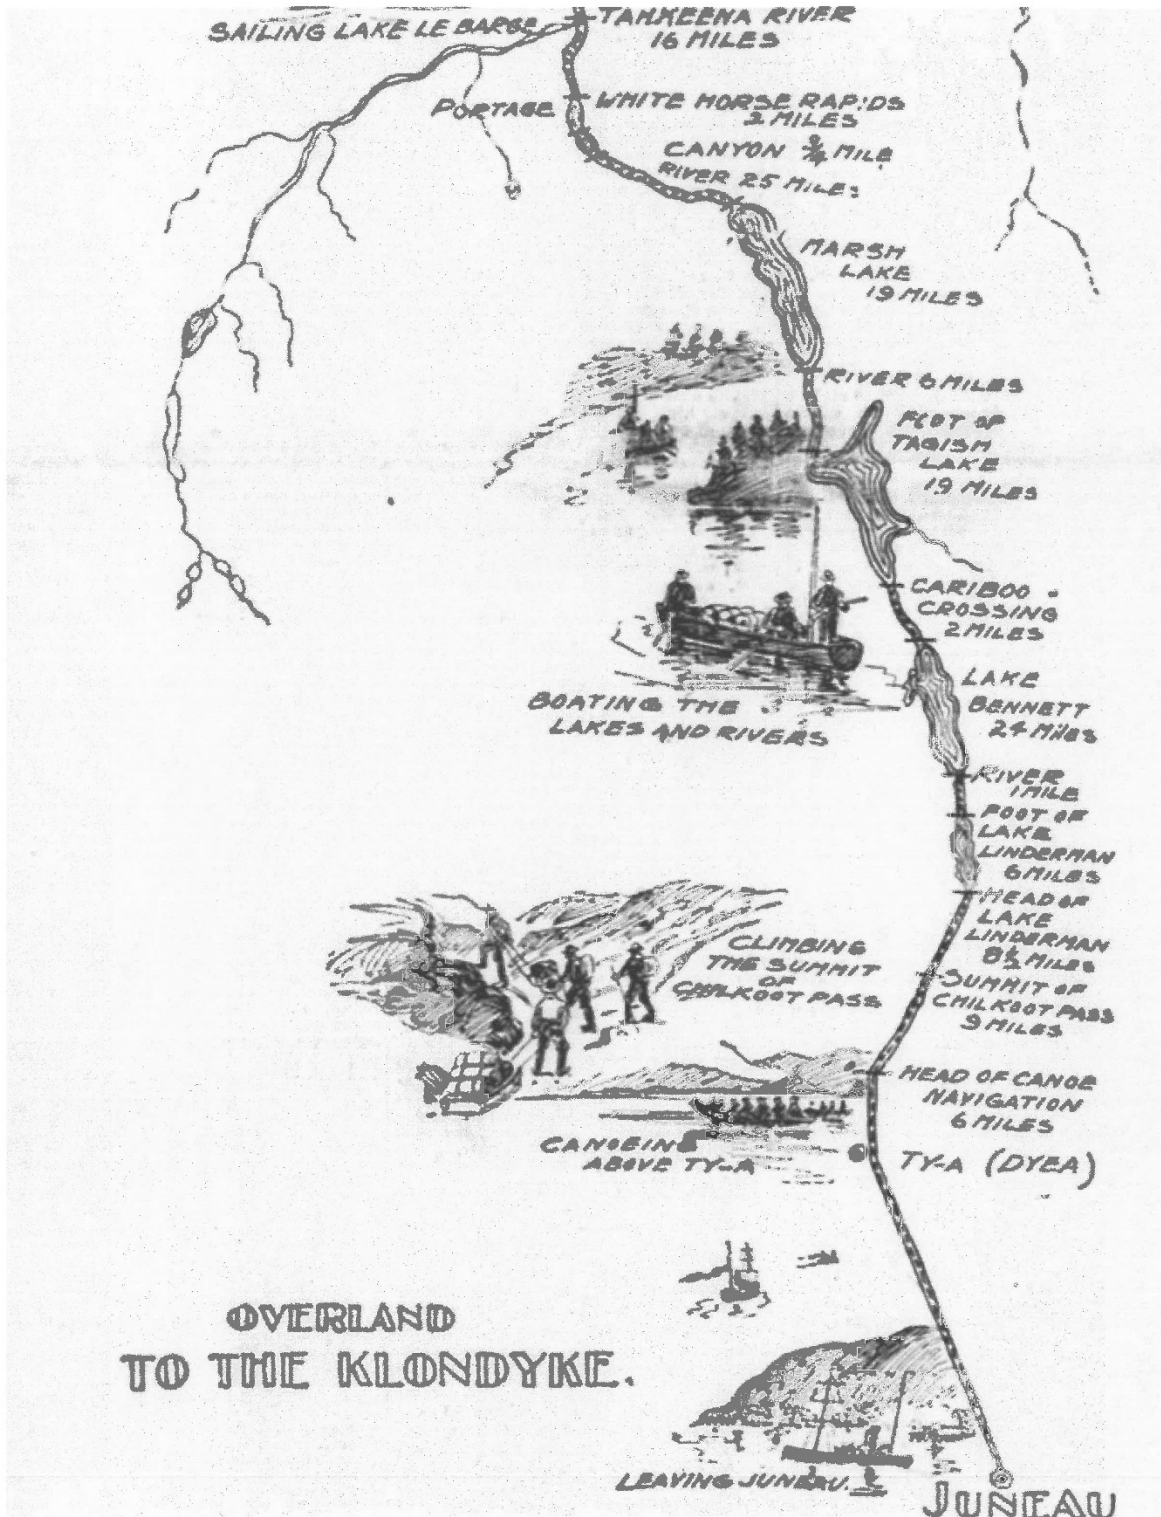 SAILING LAKE LE BARGE
TAHKEENA RIVER
16 MILES
PORTAGE
WHITE HORSE RAPIDS
2 MILES
CANYON 3/4 MILE
RIVER 25 MILES
MARSH
LAKE
19 MILES
RIVER 6 MILES
FOOT OF
TAGISH
LAKE
19 MILES
CARIBOO
CROSSING
2 MILES
BOATING THE
LAKES AND RIVERS
LAKE
BENNETT
24 MILES
RIVER
1 MILE
FOOT OF
LAKE
LINDERMAN
6 MILES
HEAD OF
LAKE
LINDERMAN
8½ MILES
CLIMBING
THE SUMMIT
OF
CHILKOOT PASS
SUMMIT OF
CHILKOOT PASS
9 MILES
HEAD OF CANOE
NAVIGATION
6 MILES
CANOEING
ABOVE TY-A
TY-A (DYEA)
OVERLAND
TO THE KLONDYKE.
LEAVING JUNEAU.
JUNEAU